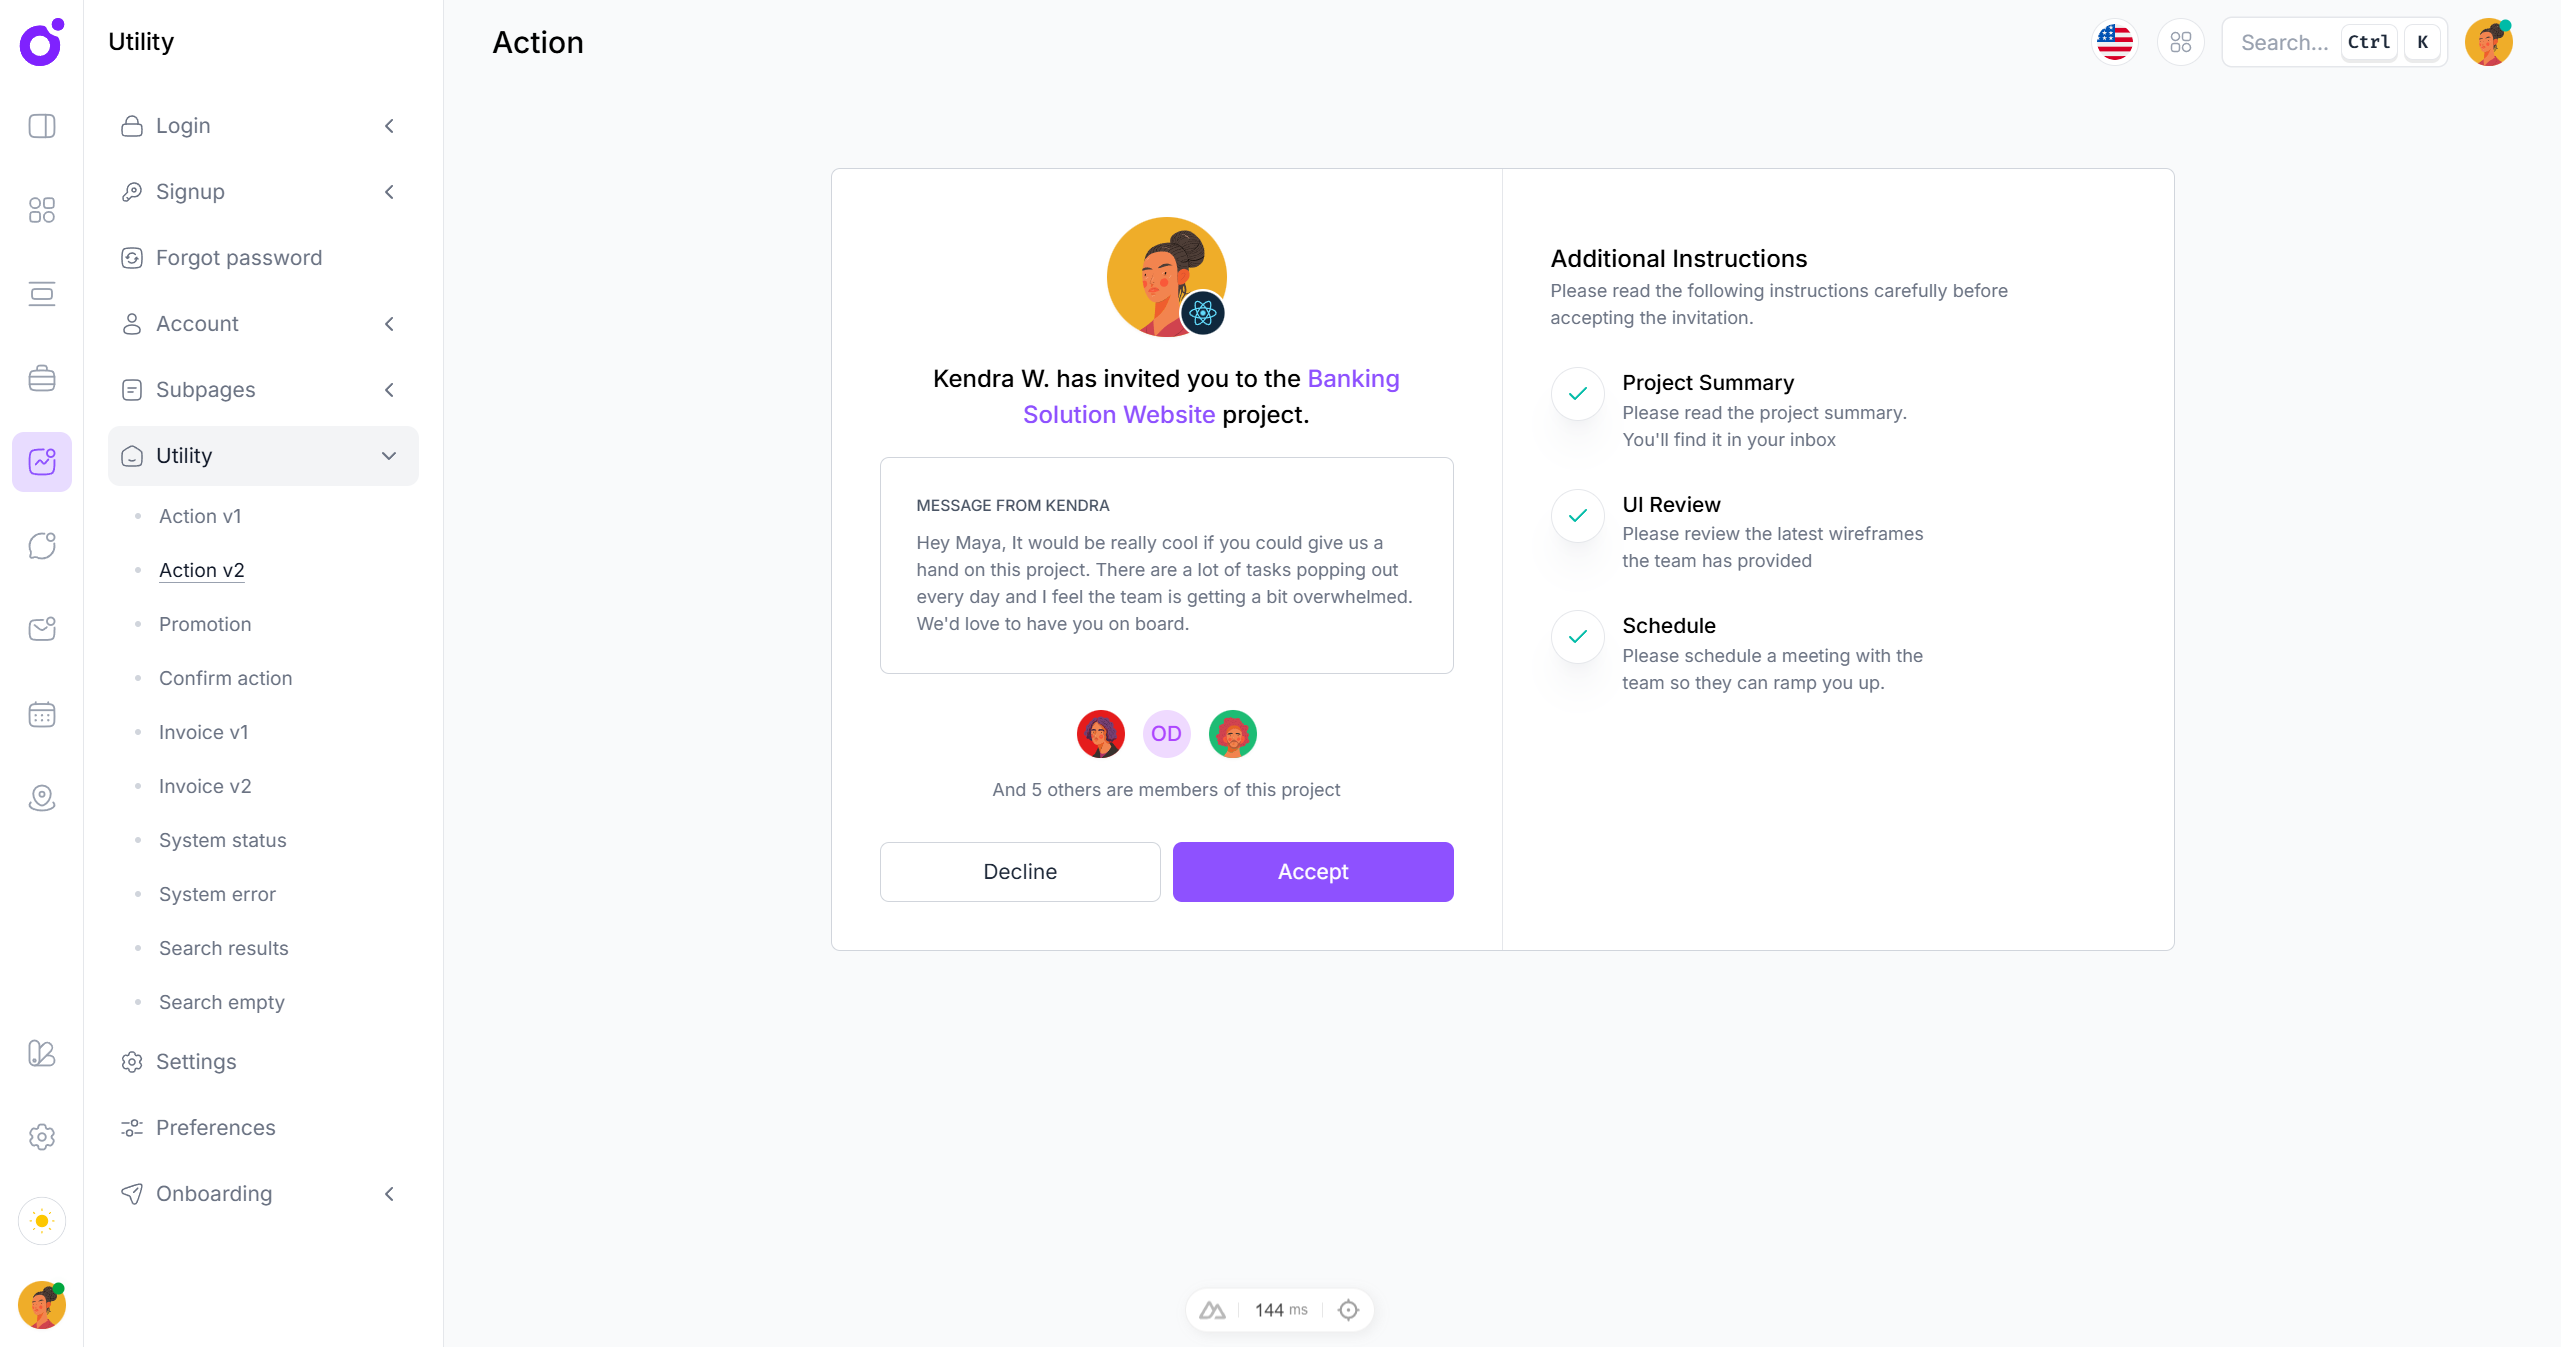 Utility
Login
Signup
Forgot password
Account
Subpages
Utility
Action v1
Action v2
Promotion
Confirm action
Invoice v1
Invoice v2
System status
System error
Search results
Search empty
Settings
Preferences
Onboarding
Action
Search... Ctrl K
Kendra W. has invited you to the Banking
Solution Website project.
MESSAGE FROM KENDRA
Hey Maya, It would be really cool if you could give us a
hand on this project. There are a lot of tasks popping out
every day and I feel the team is getting a bit overwhelmed.
We'd love to have you on board.
OD
And 5 others are members of this project
Decline
Accept
Additional Instructions
Please read the following instructions carefully before
accepting the invitation.
Project Summary
Please read the project summary.
You'll find it in your inbox
UI Review
Please review the latest wireframes
the team has provided
Schedule
Please schedule a meeting with the
team so they can ramp you up.
144 ms